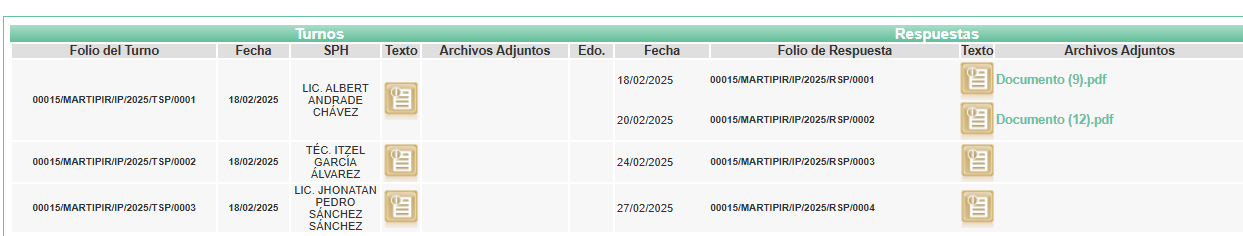 Turnos Respuestas
Folio del Turno Fecha SPH Texto Archivos Adjuntos Edo. Fecha Folio de Respuesta Texto Archivos Adjuntos
00015/MARTIPIR/IP/2025/TSP/0001 18/02/2025 LIC. ALBERT
ANDRADE
CHÁVEZ
18/02/2025 00015/MARTIPIR/IP/2025/RSP/0001 Documento (9).pdf
20/02/2025 00015/MARTIPIR/IP/2025/RSP/0002 Documento (12).pdf
00015/MARTIPIR/IP/2025/TSP/0002 18/02/2025 TÉC. ITZEL
GARCÍA
ÁLVAREZ
24/02/2025 00015/MARTIPIR/IP/2025/RSP/0003
00015/MARTIPIR/IP/2025/TSP/0003 18/02/2025 LIC. JHONATAN
PEDRO
SÁNCHEZ
SÁNCHEZ
27/02/2025 00015/MARTIPIR/IP/2025/RSP/0004